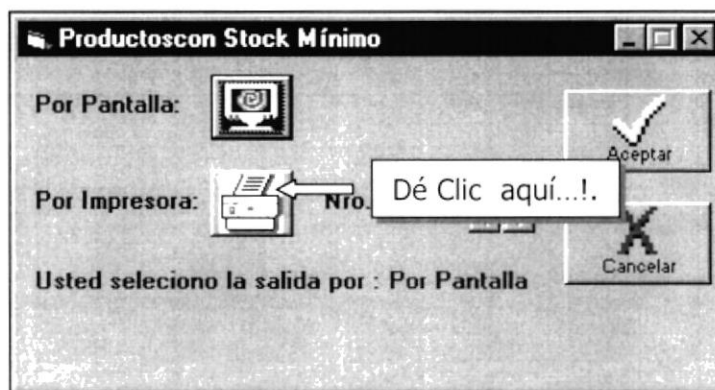 Productoscon Stock Mínimo
Por Pantalla:
Aceptar
Por Impresora:
Nro.
Dé Clic aquí...!.
Cancelar
Usted selecciono la salida por : Por Pantalla